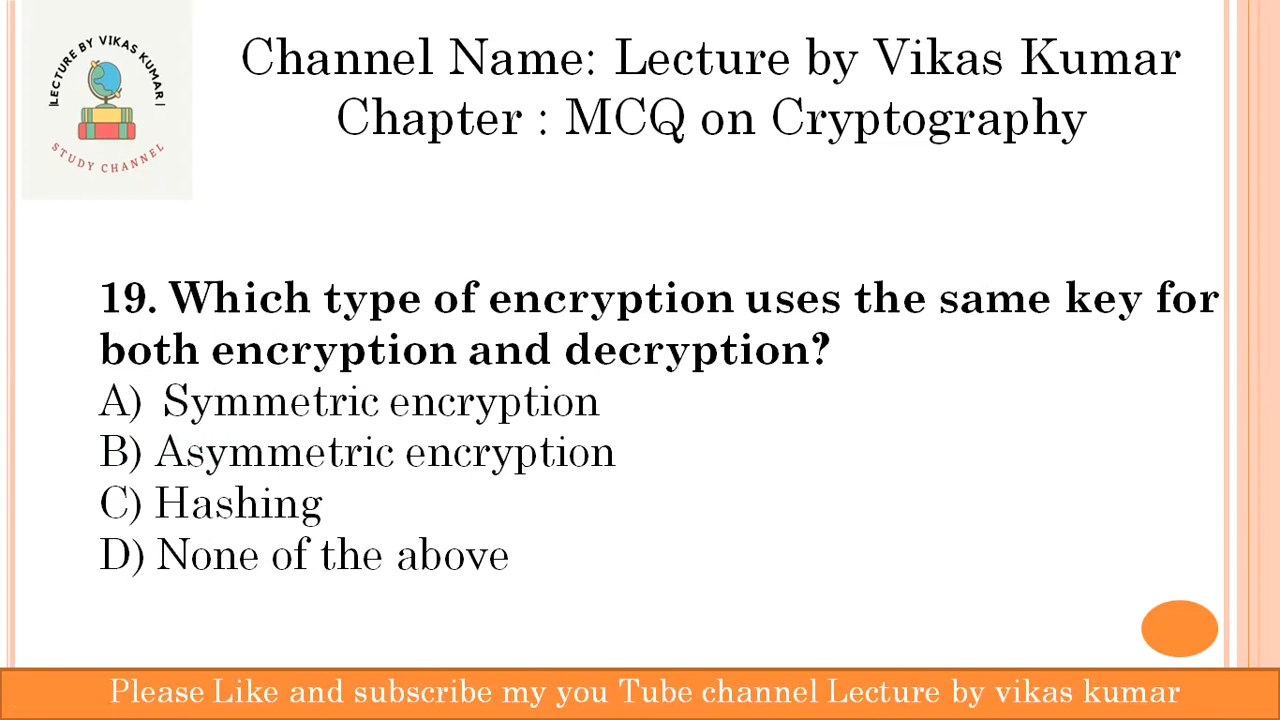 LECTURE BY VIKAS KUMAR
STUDY CHANNEL
Channel Name: Lecture by Vikas Kumar
Chapter : MCQ on Cryptography
19. Which type of encryption uses the same key for
both encryption and decryption?
A) Symmetric encryption
B) Asymmetric encryption
C) Hashing
D) None of the above
Please Like and subscribe my you Tube channel Lecture by vikas kumar